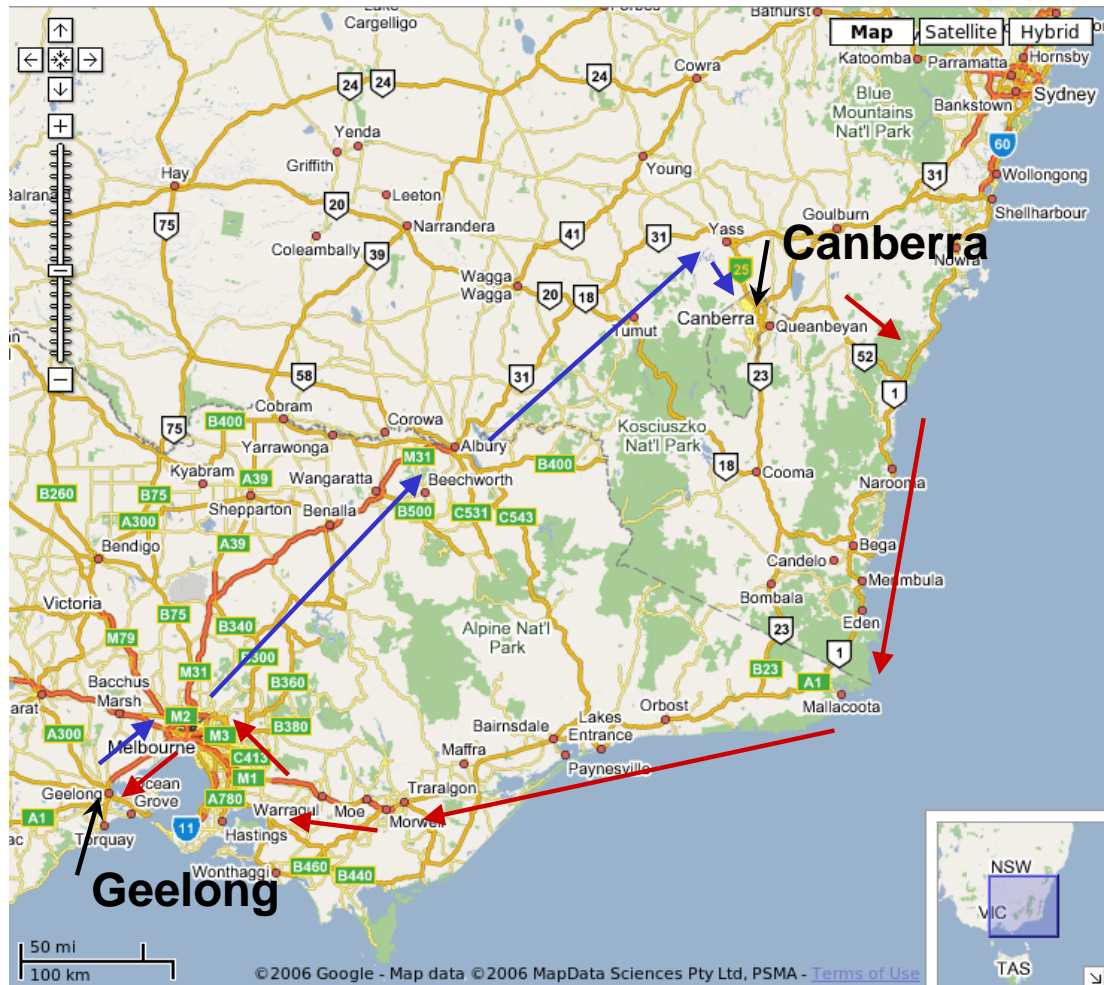 Cargelligo
Forbes
Bathurst
Map
Satellite
Hybrid
Katoomba
Parramatta
Hornsby
Cowra
24
24
24
Blue
Mountains
Nat'l Park
Bankstown
Sydney
Yenda
Griffith
60
Young
Hay
31
Wollongong
Balrana
Leeton
20
Shellharbour
75
Narrandera
Goulburn
41
31
Yass
Canberra
Coleambally
39
Nowra
25
Wagga
Wagga
20
18
Canberra
Queanbeyan
Tumut
52
58
31
23
1
Cobram
Corowa
B400
75
Yarrawonga
Albury
Kosciuszko
Nat'l Park
M31
B400
18
Cooma
Kyabram
A39
Wangaratta
Beechworth
Narooma
B260
B75
Shepparton
Benalla
B500
C531
C543
A300
A39
Bendigo
Bega
Candelo
Merimbula
Bombala
Victoria
B75
Eden
B340
Alpine Nat'l
Park
23
M79
B300
1
M31
B360
B23
A1
Bacchus
Marsh
Mallacoota
arat
M2
B380
Bairnsdale
Lakes
Entrance
Orbost
A300
M3
Melbourne
C413
Maffra
Paynesville
M1
Geelong
Ocean
Grove
A780
Warragul
Moe
Traralgon
Morwell
A1
11
Hastings
ac
Torquay
Wonthaggi
B460
B440
Geelong
NSW
VIC
TAS
50 mi
100 km
©2006 Google - Map data ©2006 MapData Sciences Pty Ltd, PSMA - Terms of Use